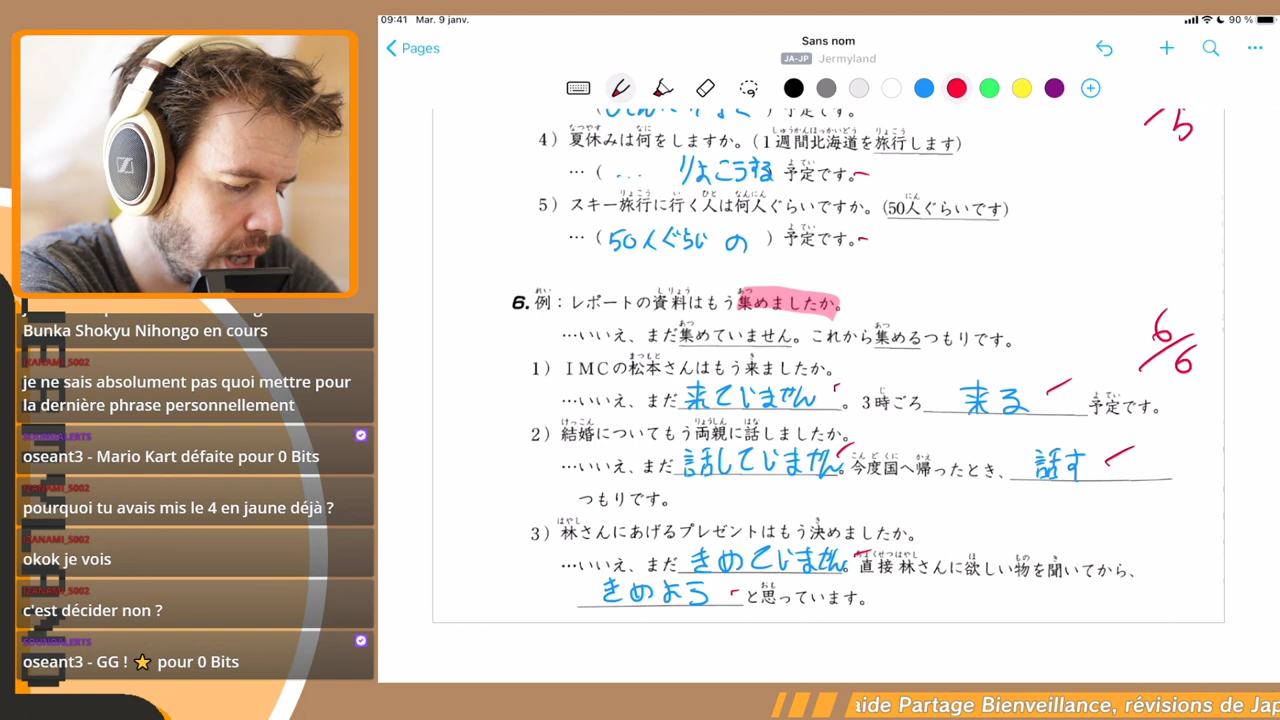 09:41 Mar. 9 janv.
90 %
Pages
Sans nom
JA-JP Jermyland
予定です。
5
4) 夏休みは何をしますか。(1週間北海道を旅行します)
…( … りょこうする 予定です。
5) スキー旅行に行く人は何人ぐらいですか。(50人ぐらいです)
…( 50人ぐらい の ) 予定です。
6. 例:レポートの資料はもう集めましたか。
…いいえ、まだ集めていません。これから集めるつもりです。
6/6
1) IMCの松本さんはもう来ましたか。
…いいえ、まだ 来ていません 。3時ごろ 来る 予定です。
2) 結婚についてもう両親に話しましたか。
…いいえ、まだ 話していません。今度国へ帰ったとき、 話す
つもりです。
3) 林さんにあげるプレゼントはもう決めましたか。
…いいえ、まだ きめていません。直接林さんに欲しい物を聞いてから、
きめよう と思っています。
Bunka Shokyu Nihongo en cours
IZANAMI_5002
je ne sais absolument pas quoi mettre pour
la dernière phrase personnellement
SOUNDALERTS
oseant3 - Mario Kart défaite pour 0 Bits
IZANAMI_5002
pourquoi tu avais mis le 4 en jaune déjà ?
IZANAMI_5002
okok je vois
IZANAMI_5002
c'est décider non ?
SOUNDALERTS
oseant3 - GG ! ⭐ pour 0 Bits
aide Partage Bienveillance, révisions de Jap